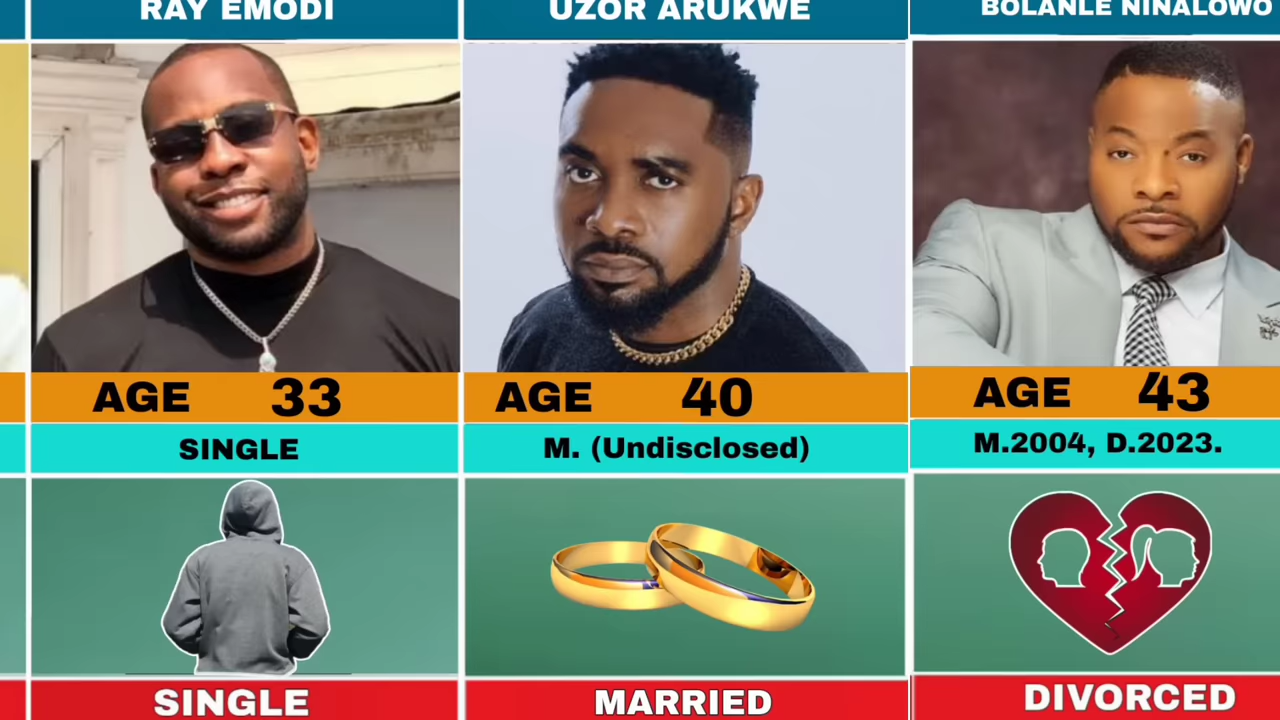 RAY EMODI
AGE 33
SINGLE
SINGLE
UZOR ARUKWE
AGE 40
M. (Undisclosed)
MARRIED
BOLANLE NINALOWO
AGE 43
M.2004, D.2023.
DIVORCED